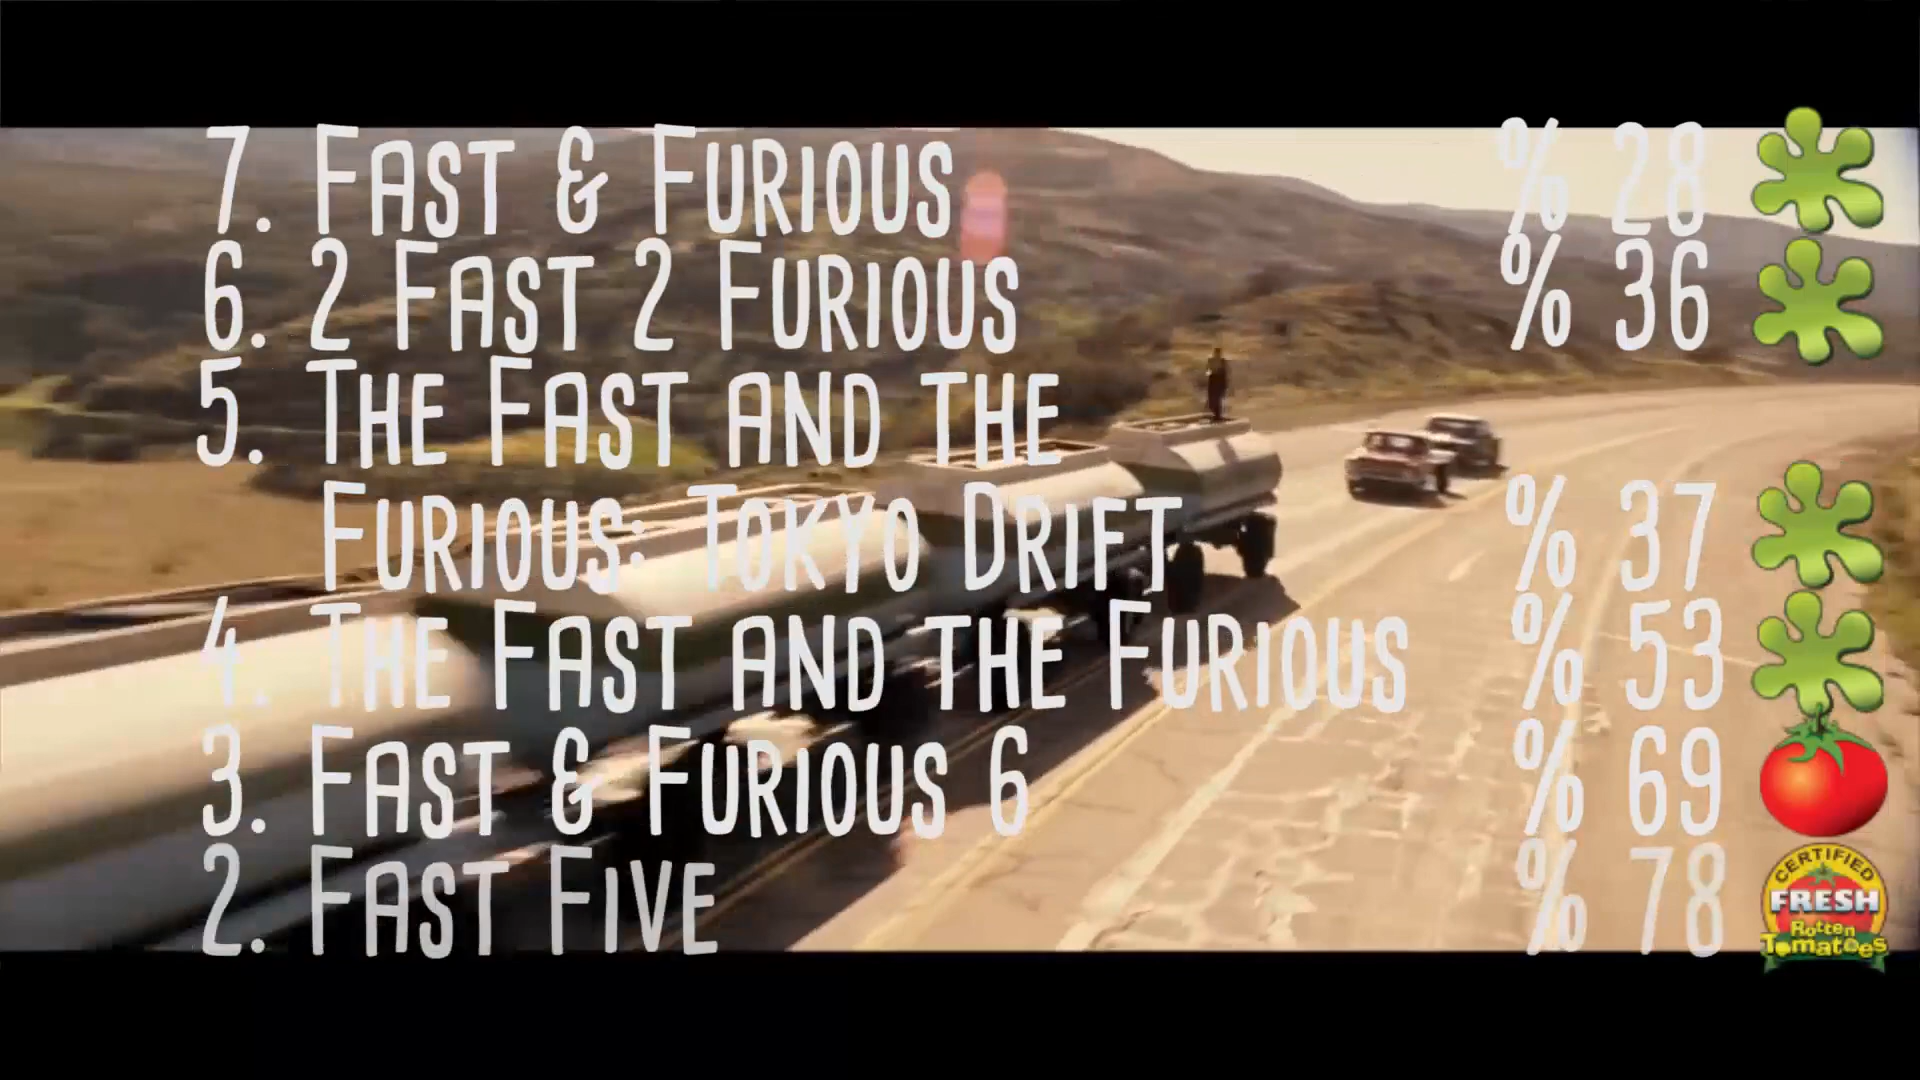 7. FAST & FURIOUS % 28
6. 2 FAST 2 FURIOUS % 36
5. THE FAST AND THE
FURIOUS: TOKYO DRIFT % 37
4. THE FAST AND THE FURIOUS % 53
3. FAST & FURIOUS 6 % 69
2. FAST FIVE % 78
CERTIFIED
FRESH
Rotten
Tomatoes